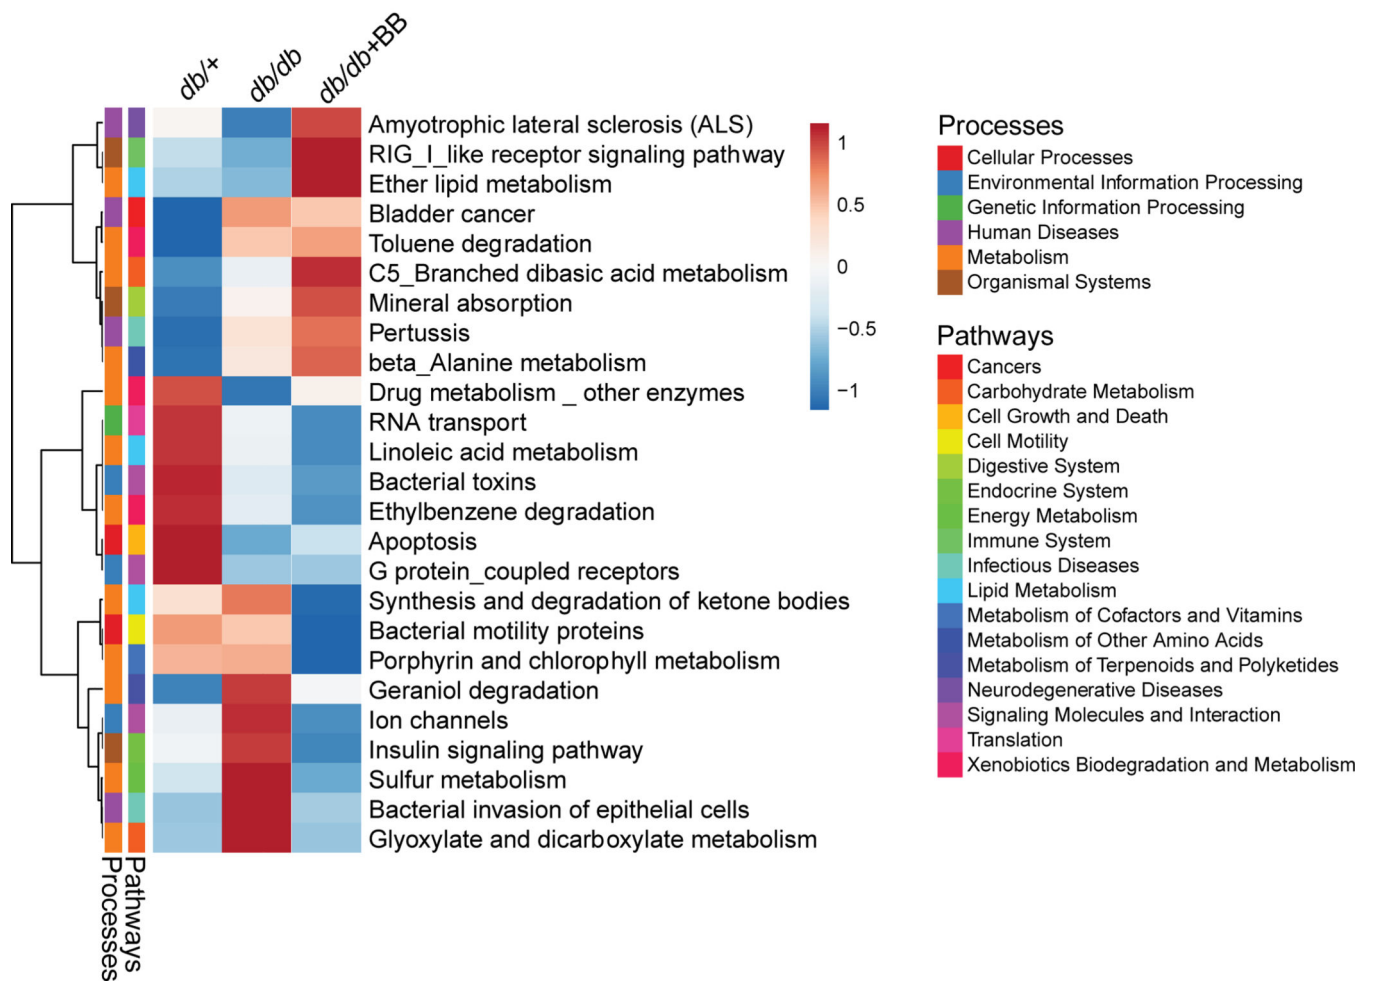 db/+
db/db
db/db+BB
Amyotrophic lateral sclerosis (ALS)
RIG_I_like receptor signaling pathway
Ether lipid metabolism
Bladder cancer
Toluene degradation
C5_Branched dibasic acid metabolism
Mineral absorption
Pertussis
beta_Alanine metabolism
Drug metabolism _ other enzymes
RNA transport
Linoleic acid metabolism
Bacterial toxins
Ethylbenzene degradation
Apoptosis
G protein_coupled receptors
Synthesis and degradation of ketone bodies
Bacterial motility proteins
Porphyrin and chlorophyll metabolism
Geraniol degradation
Ion channels
Insulin signaling pathway
Sulfur metabolism
Bacterial invasion of epithelial cells
Glyoxylate and dicarboxylate metabolism
Processes
Pathways
1
0.5
0
−0.5
−1
Processes
Cellular Processes
Environmental Information Processing
Genetic Information Processing
Human Diseases
Metabolism
Organismal Systems
Pathways
Cancers
Carbohydrate Metabolism
Cell Growth and Death
Cell Motility
Digestive System
Endocrine System
Energy Metabolism
Immune System
Infectious Diseases
Lipid Metabolism
Metabolism of Cofactors and Vitamins
Metabolism of Other Amino Acids
Metabolism of Terpenoids and Polyketides
Neurodegenerative Diseases
Signaling Molecules and Interaction
Translation
Xenobiotics Biodegradation and Metabolism